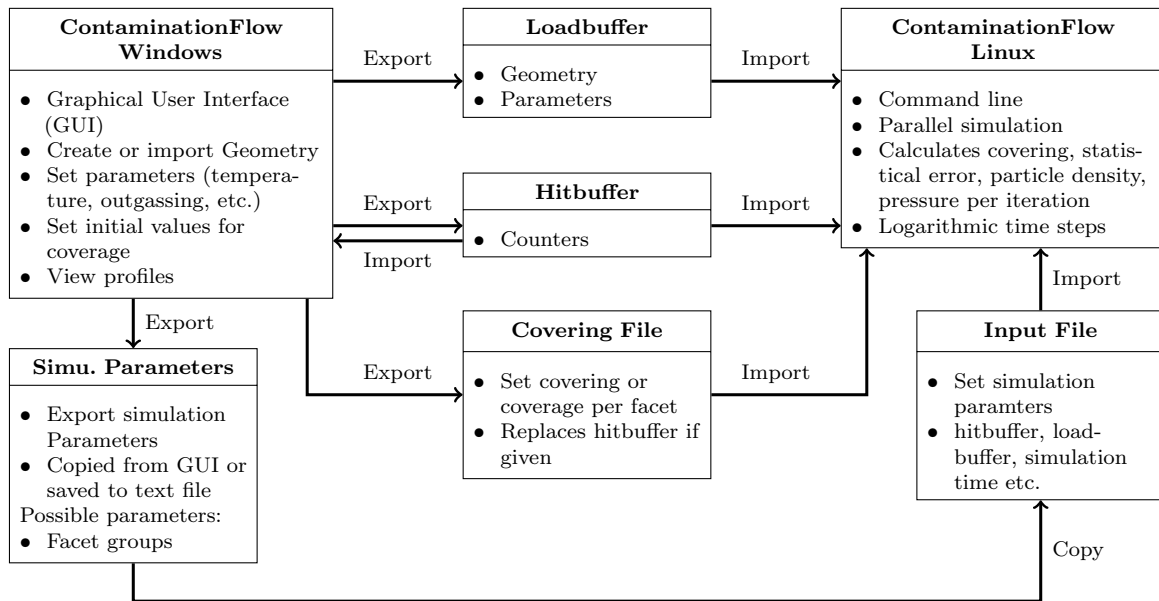 ContaminationFlow
Windows
● Graphical User Interface
(GUI)
● Create or import Geometry
● Set parameters (tempera-
ture, outgassing, etc.)
● Set initial values for
coverage
● View profiles
Export
Loadbuffer
● Geometry
● Parameters
Import
ContaminationFlow
Linux
● Command line
● Parallel simulation
● Calculates covering, statis-
tical error, particle density,
pressure per iteration
● Logarithmic time steps
Export
Import
Hitbuffer
● Counters
Import
Export
Simu. Parameters
● Export simulation
Parameters
● Copied from GUI or
saved to text file
Possible parameters:
● Facet groups
Export
Covering File
● Set covering or
coverage per facet
● Replaces hitbuffer if
given
Import
Import
Input File
● Set simulation
paramters
● hitbuffer, load-
buffer, simulation
time etc.
Copy